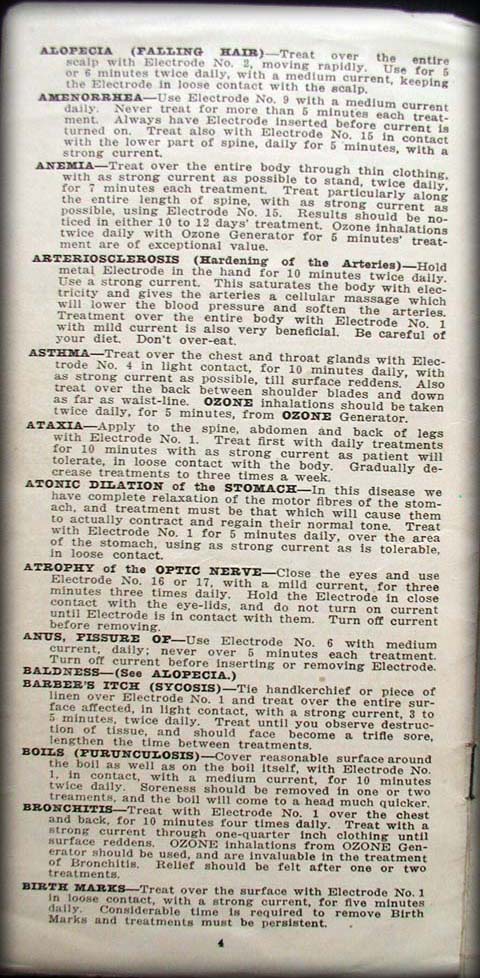 ALOPECIA (FALLING HAIR)—Treat over the entire
scalp with Electrode No. 2, moving rapidly. Use for 5
or 6 minutes twice daily, with a medium current, keeping
the Electrode in loose contact with the scalp.
AMENORRHEA—Use Electrode No. 9 with a medium current
daily. Never treat for more than 5 minutes each treat-
ment. Always have Electrode inserted before current is
turned on. Treat also with Electrode No. 15 in contact
with the lower part of spine, daily for 5 minutes, with a
strong current.
ANEMIA—Treat over the entire body through thin clothing,
with as strong current as possible to stand, twice daily,
for 7 minutes each treatment. Treat particularly along
the entire length of spine, with as strong current as
possible, using Electrode No. 15. Results should be no-
ticed in either 10 to 12 days' treatment. Ozone inhalations
twice daily with Ozone Generator for 5 minutes' treat-
ment are of exceptional value.
ARTERIOSCLEROSIS (Hardening of the Arteries)—Hold
metal Electrode in the hand for 10 minutes twice daily.
Use a strong current. This saturates the body with elec-
tricity and gives the arteries a cellular massage which
will lower the blood pressure and soften the arteries.
Treatment over the entire body with Electrode No. 1
with mild current is also very beneficial. Be careful of
your diet. Don't over-eat.
ASTHMA—Treat over the chest and throat glands with Elec-
trode No. 4 in light contact, for 10 minutes daily, with
as strong current as possible, till surface reddens. Also
treat over the back between shoulder blades and down
as far as waist-line. OZONE inhalations should be taken
twice daily, for 5 minutes, from OZONE Generator.
ATAXIA—Apply to the spine, abdomen and back of legs
with Electrode No. 1. Treat first with daily treatments
for 10 minutes with as strong current as patient will
tolerate, in loose contact with the body. Gradually de-
crease treatments to three times a week.
ATONIC DILATION of the STOMACH—In this disease we
have complete relaxation of the motor fibres of the stom-
ach, and treatment must be that which will cause them
to actually contract and regain their normal tone. Treat
with Electrode No. 1 for 5 minutes daily, over the area
of the stomach, using as strong current as is tolerable,
in loose contact.
ATROPHY of the OPTIC NERVE—Close the eyes and use
Electrode No. 16 or 17, with a mild current, for three
minutes three times daily. Hold the Electrode in close
contact with the eye-lids, and do not turn on current
until Electrode is in contact with them. Turn off current
before removing.
ANUS, FISSURE OF—Use Electrode No. 6 with medium
current, daily; never over 5 minutes each treatment.
Turn off current before inserting or removing Electrode.
BALDNESS—(See ALOPECIA.)
BARBER'S ITCH (SYCOSIS)—Tie handkerchief or piece of
linen over Electrode No. 1 and treat over the entire sur-
face affected, in light contact, with a strong current, 3 to
5 minutes, twice daily. Treat until you observe destruc-
tion of tissue, and should face become a trifle sore,
lengthen the time between treatments.
BOILS (FURUNCULOSIS)—Cover reasonable surface around
the boil as well as on the boil itself, with Electrode No.
1, in contact, with a medium current, for 10 minutes
twice daily. Soreness should be removed in one or two
treaments, and the boil will come to a head much quicker.
BRONCHITIS—Treat with Electrode No. 1 over the chest
and back, for 10 minutes four times daily. Treat with a
strong current through one-quarter inch clothing until
surface reddens. OZONE inhalations from OZONE Gen-
erator should be used, and are invaluable in the treatment
of Bronchitis. Relief should be felt after one or two
treatments.
BIRTH MARKS—Treat over the surface with Electrode No. 1
in loose contact, with a strong current, for five minutes
daily. Considerable time is required to remove Birth
Marks and treatments must be persistent.
4